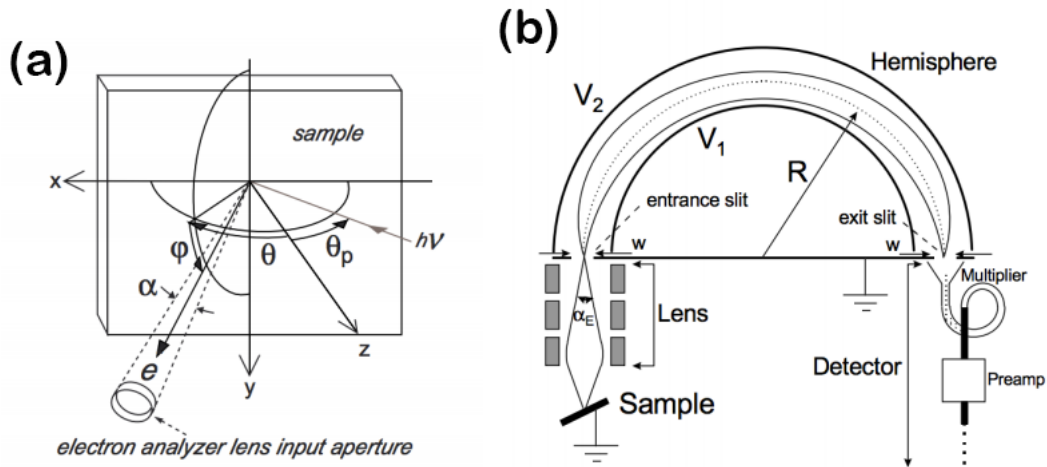 (a)
sample
x
hν
φ
θ
θp
α
e
z
y
electron analyzer lens input aperture
(b)
Hemisphere
V2
V1
R
entrance slit
exit slit
w
w
αE
Lens
Multiplier
Detector
Preamp
Sample